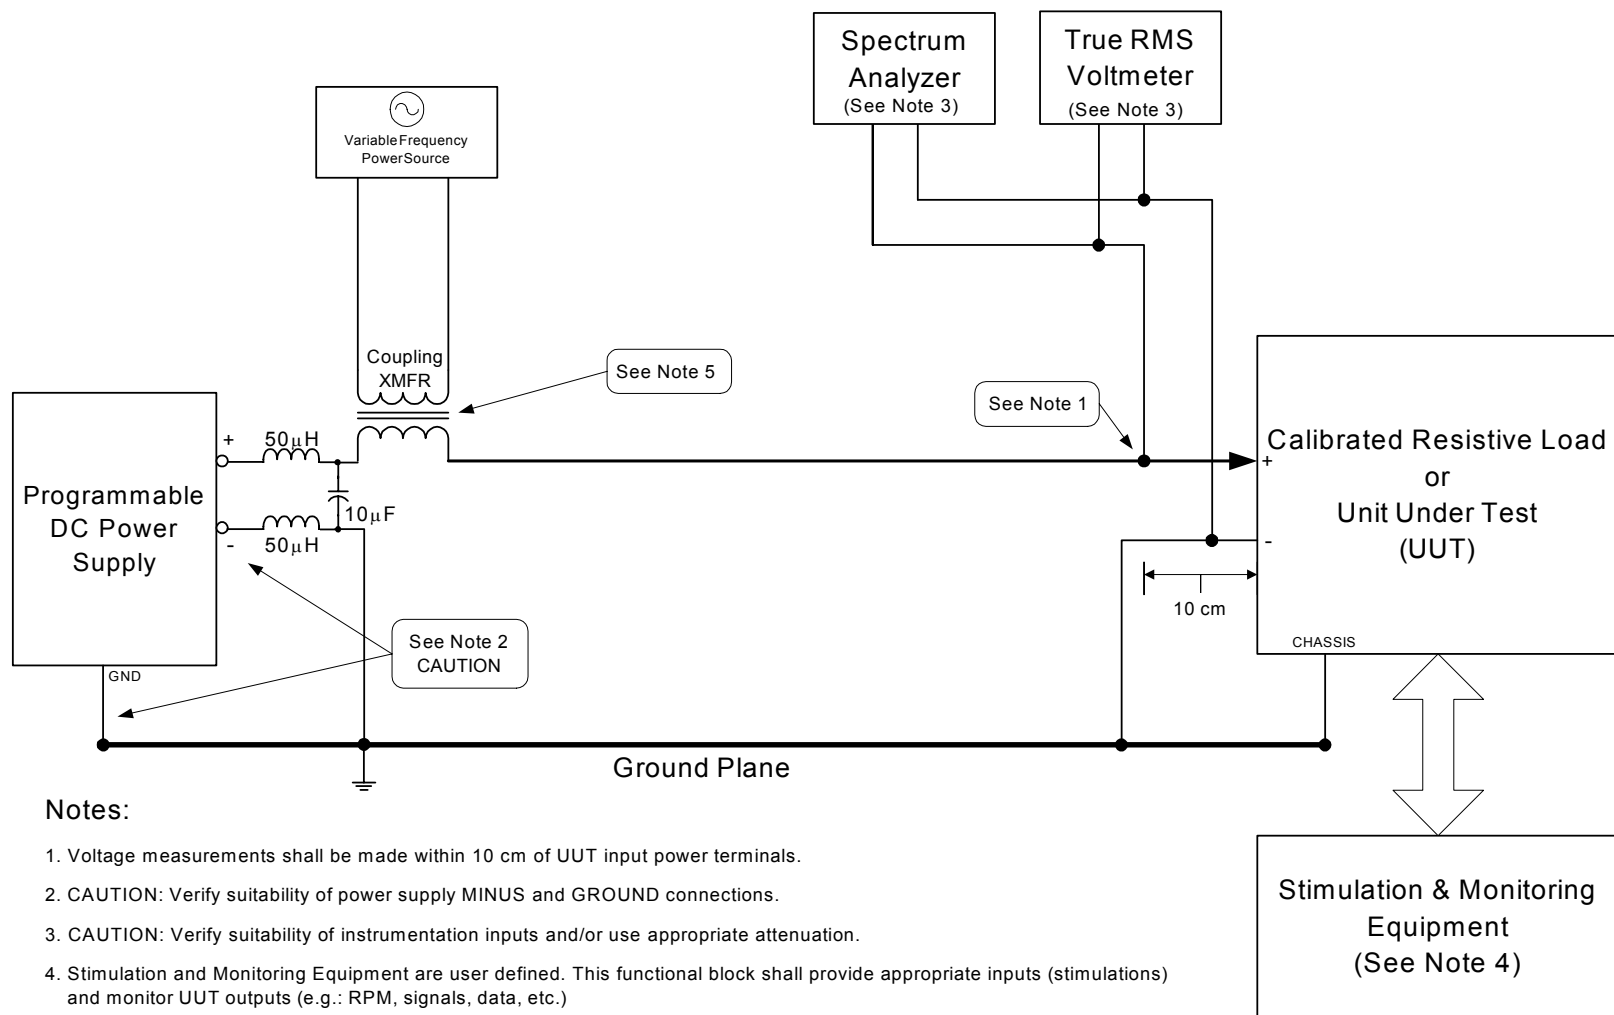 Spectrum
Analyzer
(See Note 3)
True RMS
Voltmeter
(See Note 3)
Variable Frequency
Power Source
Coupling
XMFR
See Note 5
See Note 1
Programmable
DC Power
Supply
+
50μH
10μF
-
50μH
GND
See Note 2
CAUTION
Calibrated Resistive Load
or
Unit Under Test
(UUT)
+
-
10 cm
CHASSIS
Ground Plane
Stimulation & Monitoring
Equipment
(See Note 4)
Notes:
1. Voltage measurements shall be made within 10 cm of UUT input power terminals.
2. CAUTION: Verify suitability of power supply MINUS and GROUND connections.
3. CAUTION: Verify suitability of instrumentation inputs and/or use appropriate attenuation.
4. Stimulation and Monitoring Equipment are user defined. This functional block shall provide appropriate inputs (stimulations)
and monitor UUT outputs (e.g.: RPM, signals, data, etc.)